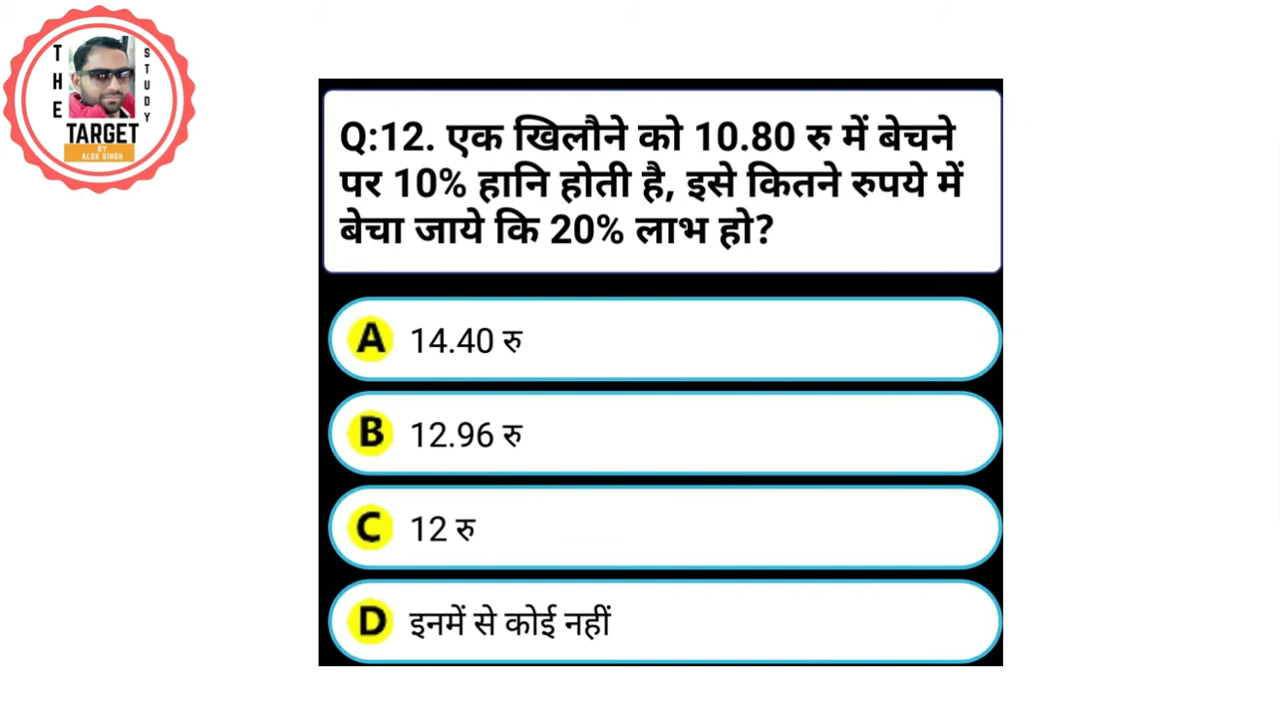 THE
STUDY
TARGET
BY
ALOK SINGH
Q:12. एक खिलौने को 10.80 रु में बेचने
पर 10% हानि होती है, इसे कितने रुपये में
बेचा जाये कि 20% लाभ हो?
A 14.40 रु
B 12.96 रु
C 12 रु
D इनमें से कोई नहीं